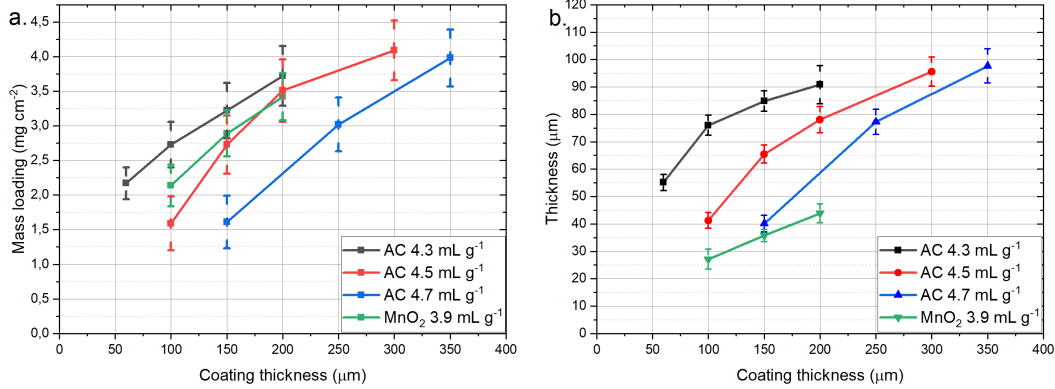 a.
4,5
4,0
3,5
3,0
2,5
2,0
1,5
1,0
0,5
0,0
Mass loading (mg cm⁻²)
0 50 100 150 200 250 300 350 400
Coating thickness (μm)
AC 4.3 mL g⁻¹
AC 4.5 mL g⁻¹
AC 4.7 mL g⁻¹
MnO₂ 3.9 mL g⁻¹
b.
120
110
100
90
80
70
60
50
40
30
20
10
0
Thickness (μm)
0 50 100 150 200 250 300 350 400
Coating thickness (μm)
AC 4.3 mL g⁻¹
AC 4.5 mL g⁻¹
AC 4.7 mL g⁻¹
MnO₂ 3.9 mL g⁻¹